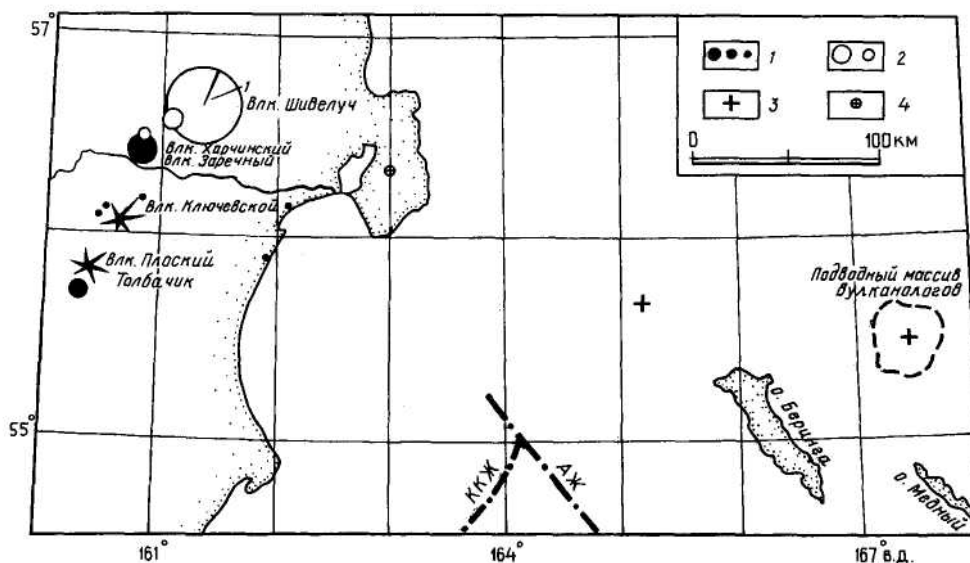 57°
1
Влк. Шивелуч
Влк. Харчинский
Влк. Заречный
Влк. Ключевской
Влк. Плоский
Толбачик
1
2
3
4
0
100 км
Подводный массив
вулканологов
55°
о. Беринга
о. Медный
ККЖ
АЖ
161°
164°
167° в.д.